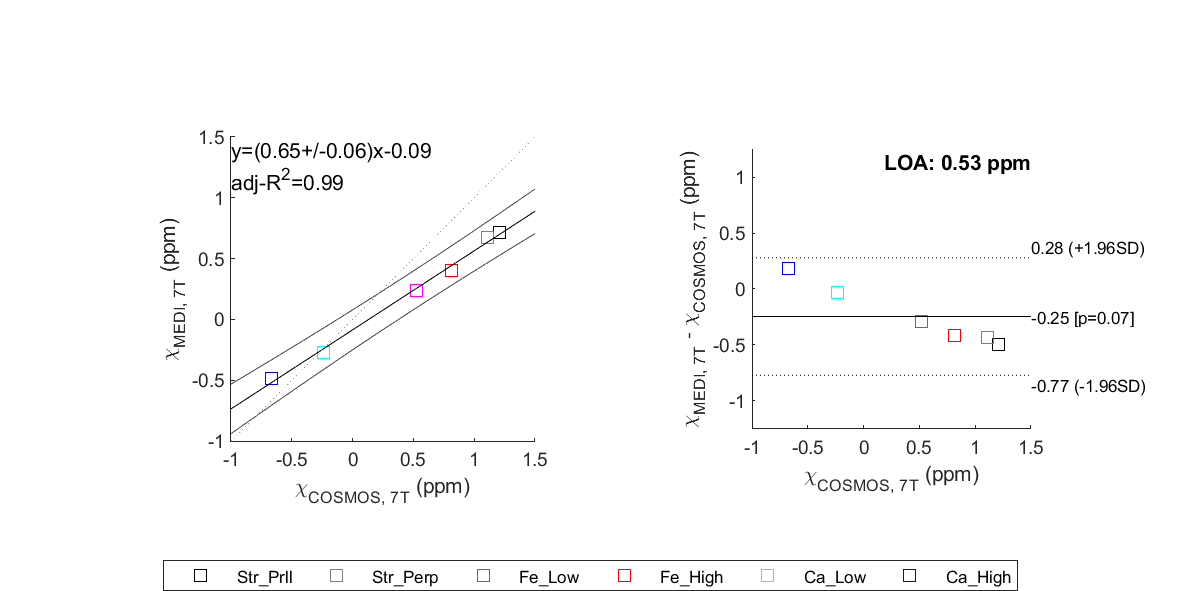 y=(0.65+/-0.06)x-0.09
adj-R2=0.99
1.5
1
0.5
0
-0.5
-1
χMEDI, 7T (ppm)
-1 -0.5 0 0.5 1 1.5
χCOSMOS, 7T (ppm)
LOA: 0.53 ppm
1
0.5
0
-0.5
-1
χMEDI, 7T - χCOSMOS, 7T (ppm)
0.28 (+1.96SD)
-0.25 [p=0.07]
-0.77 (-1.96SD)
-1 -0.5 0 0.5 1 1.5
χCOSMOS, 7T (ppm)
Str_Prll Str_Perp Fe_Low Fe_High Ca_Low Ca_High